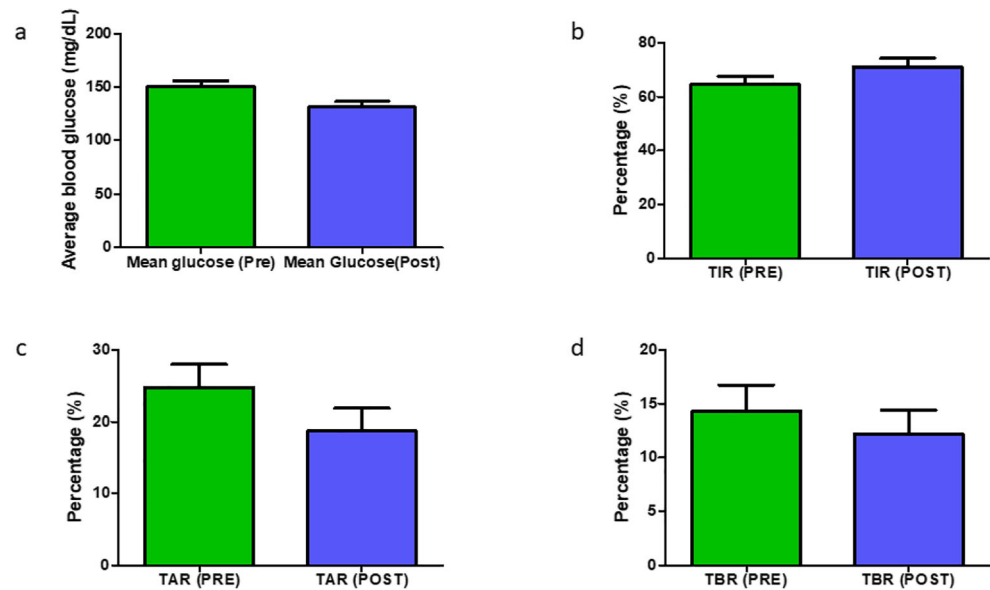 a
Average blood glucose (mg/dL)
200
150
100
50
0
Mean glucose (Pre) Mean Glucose(Post)
b
Percentage (%)
80
60
40
20
0
TIR (PRE) TIR (POST)
c
Percentage (%)
30
20
10
0
TAR (PRE) TAR (POST)
d
Percentage (%)
20
15
10
5
0
TBR (PRE) TBR (POST)